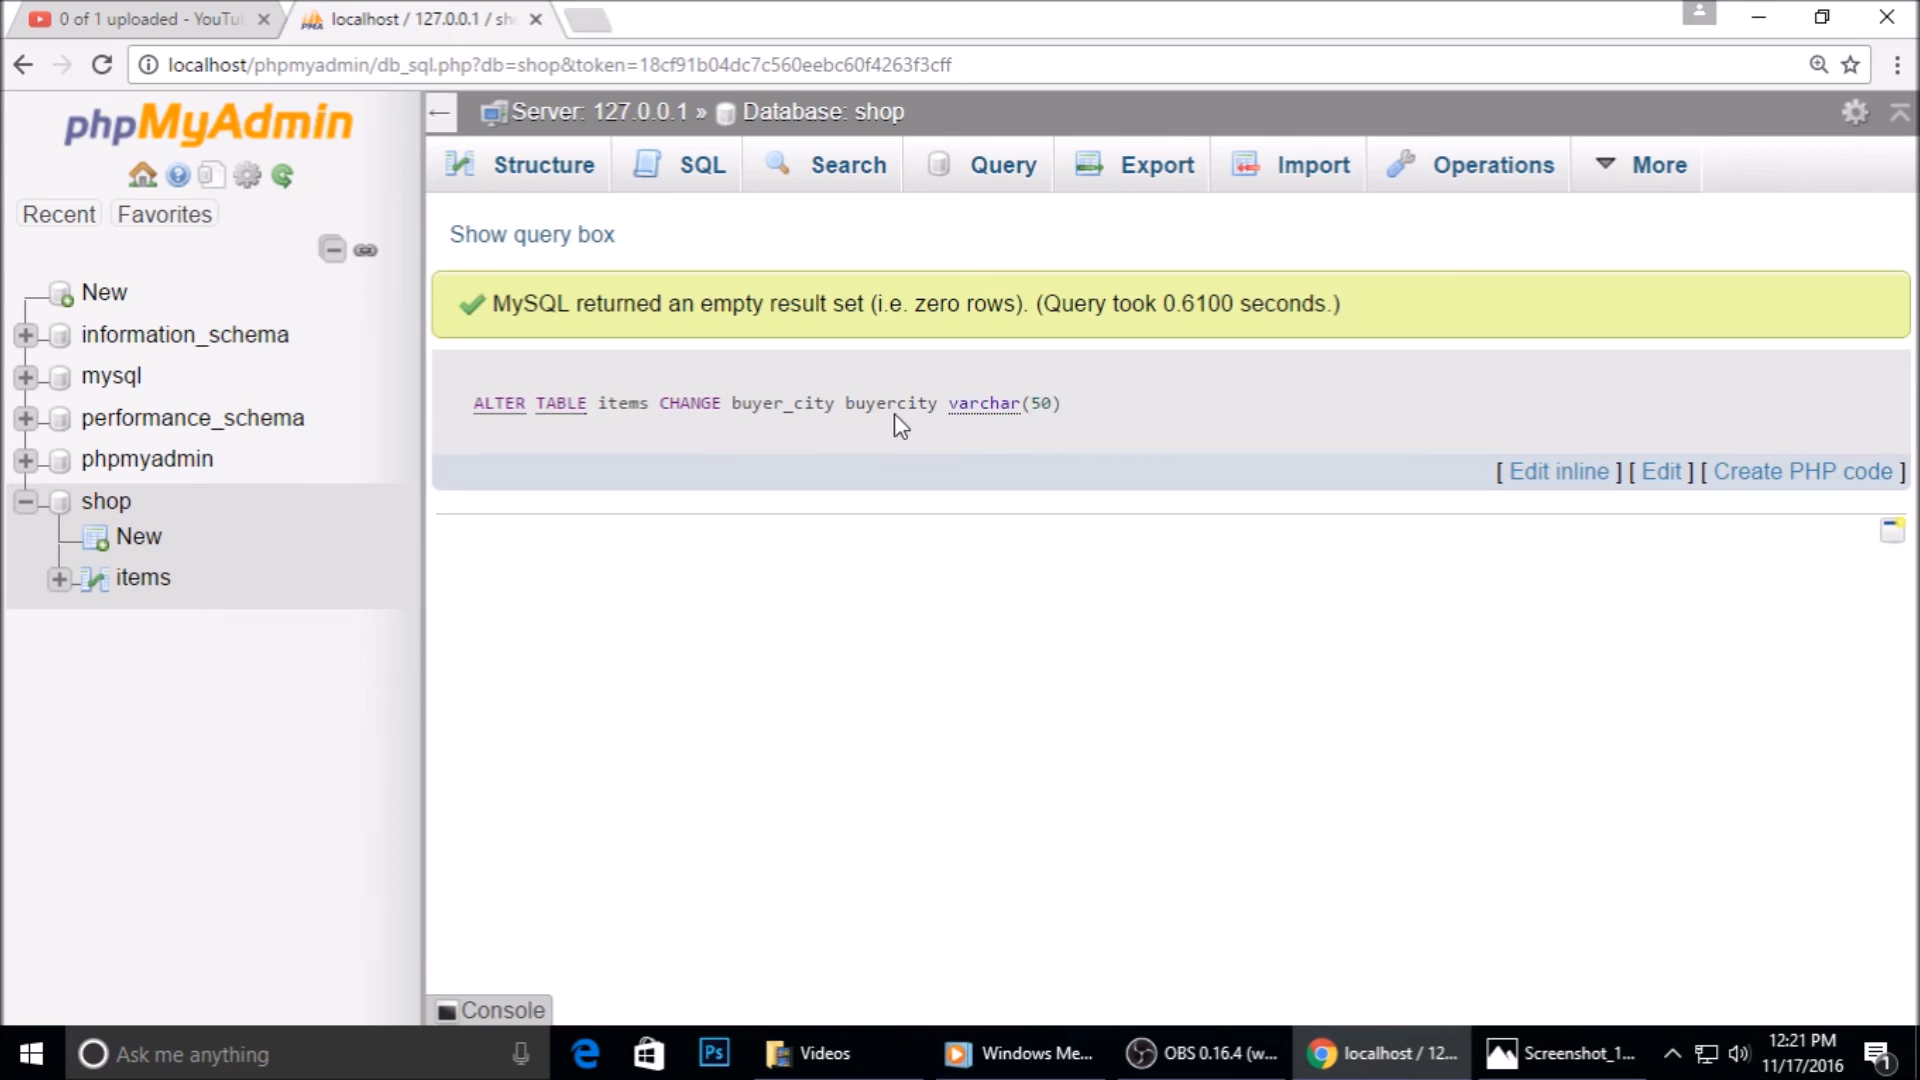 0 of 1 uploaded - YouTu
localhost / 127.0.0.1 / sh
localhost/phpmyadmin/db_sql.php?db=shop&token=18cf91b04dc7c560eebc60f4263f3cff
phpMyAdmin
Recent
Favorites
New
information_schema
mysql
performance_schema
phpmyadmin
shop
New
items
Server: 127.0.0.1 » Database: shop
Structure
SQL
Search
Query
Export
Import
Operations
More
Show query box
MySQL returned an empty result set (i.e. zero rows). (Query took 0.6100 seconds.)
ALTER TABLE items CHANGE buyer_city buyercity varchar(50)
[ Edit inline ] [ Edit ] [ Create PHP code ]
Console
Ask me anything
Ps
Videos
Windows Me...
OBS 0.16.4 (w...
localhost / 12...
Screenshot_1...
12:21 PM
11/17/2016
1